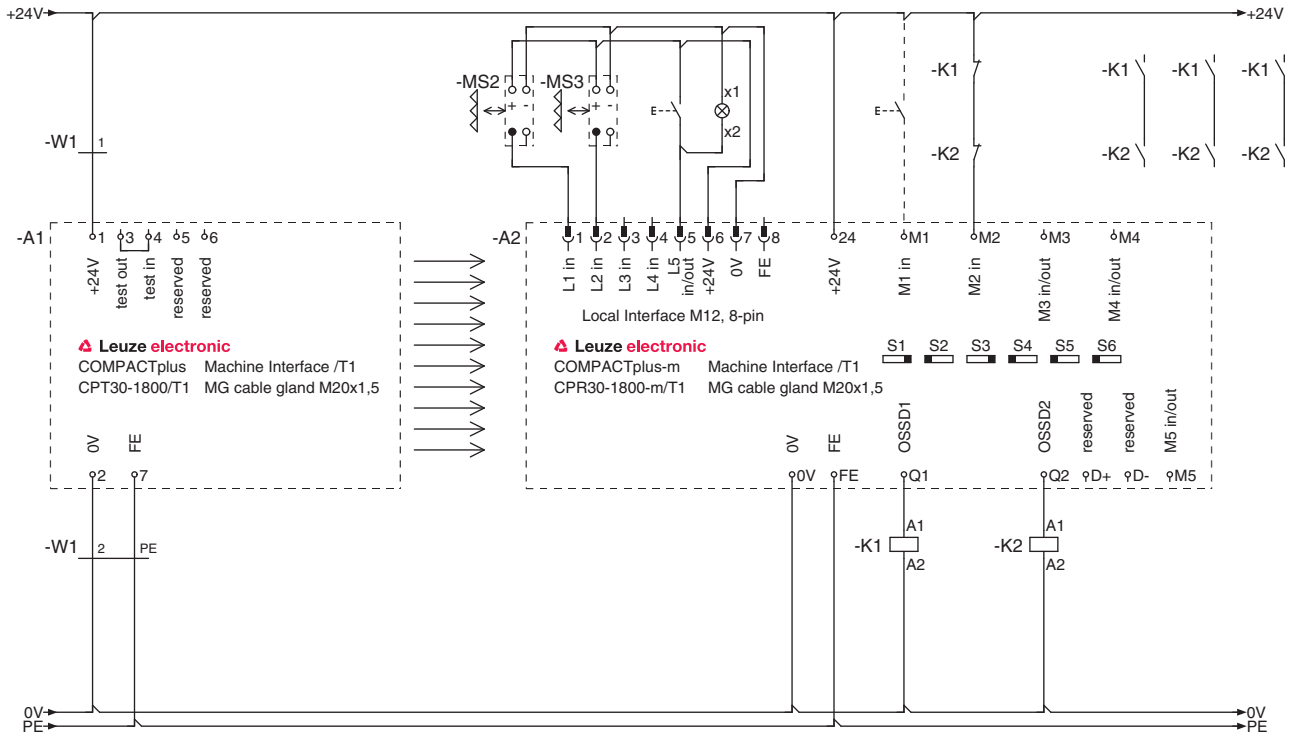 +24V +24V
x1
x2
-MS2 + - -MS3 + -
-K1 -K1 -K1 -K1
-W1 1
-K2 -K2 -K2 -K2
-A1 1 3 4 5 6
+24V test out test in reserved reserved
-A2 1 2 3 4 5 6 7 8 24 M1 M2 M3 M4
L1 in L2 in L3 in L4 in L5 in/out +24V 0V FE +24V M1 in M2 in M3 in/out M4 in/out
Local Interface M12, 8-pin
Leuze electronic
COMPACTplus Machine Interface /T1
CPT30-1800/T1 MG cable gland M20x1,5
Leuze electronic
COMPACTplus-m Machine Interface /T1
CPR30-1800-m/T1 MG cable gland M20x1,5
S1 S2 S3 S4 S5 S6
0V FE
2 7
0V FE OSSD1 OSSD2 reserved reserved M5 in/out
0V FE Q1 Q2 D+ D- M5
-W1 2 PE
-K1 A1 A2
-K2 A1 A2
0V 0V
PE PE